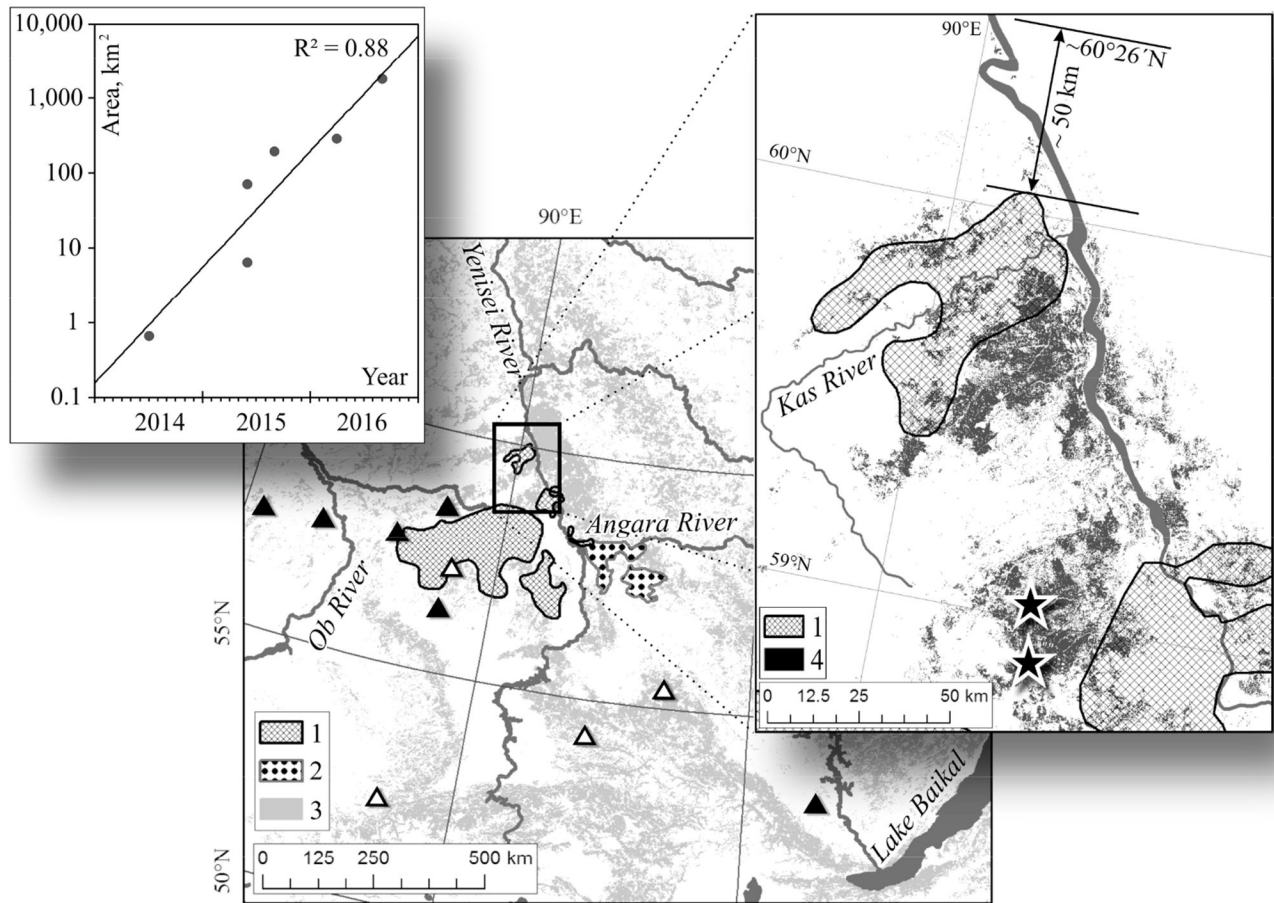 10,000
1,000
100
10
1
0.1
Area, km²
R² = 0.88
Year
2014 2015 2016
90°E
Yenisei River
Angara River
Ob River
55°N
50°N
Lake Baikal
1
2
3
0 125 250 500 km
90°E
~60°26´N
~ 50 km
60°N
Kas River
59°N
1
4
0 12.5 25 50 km